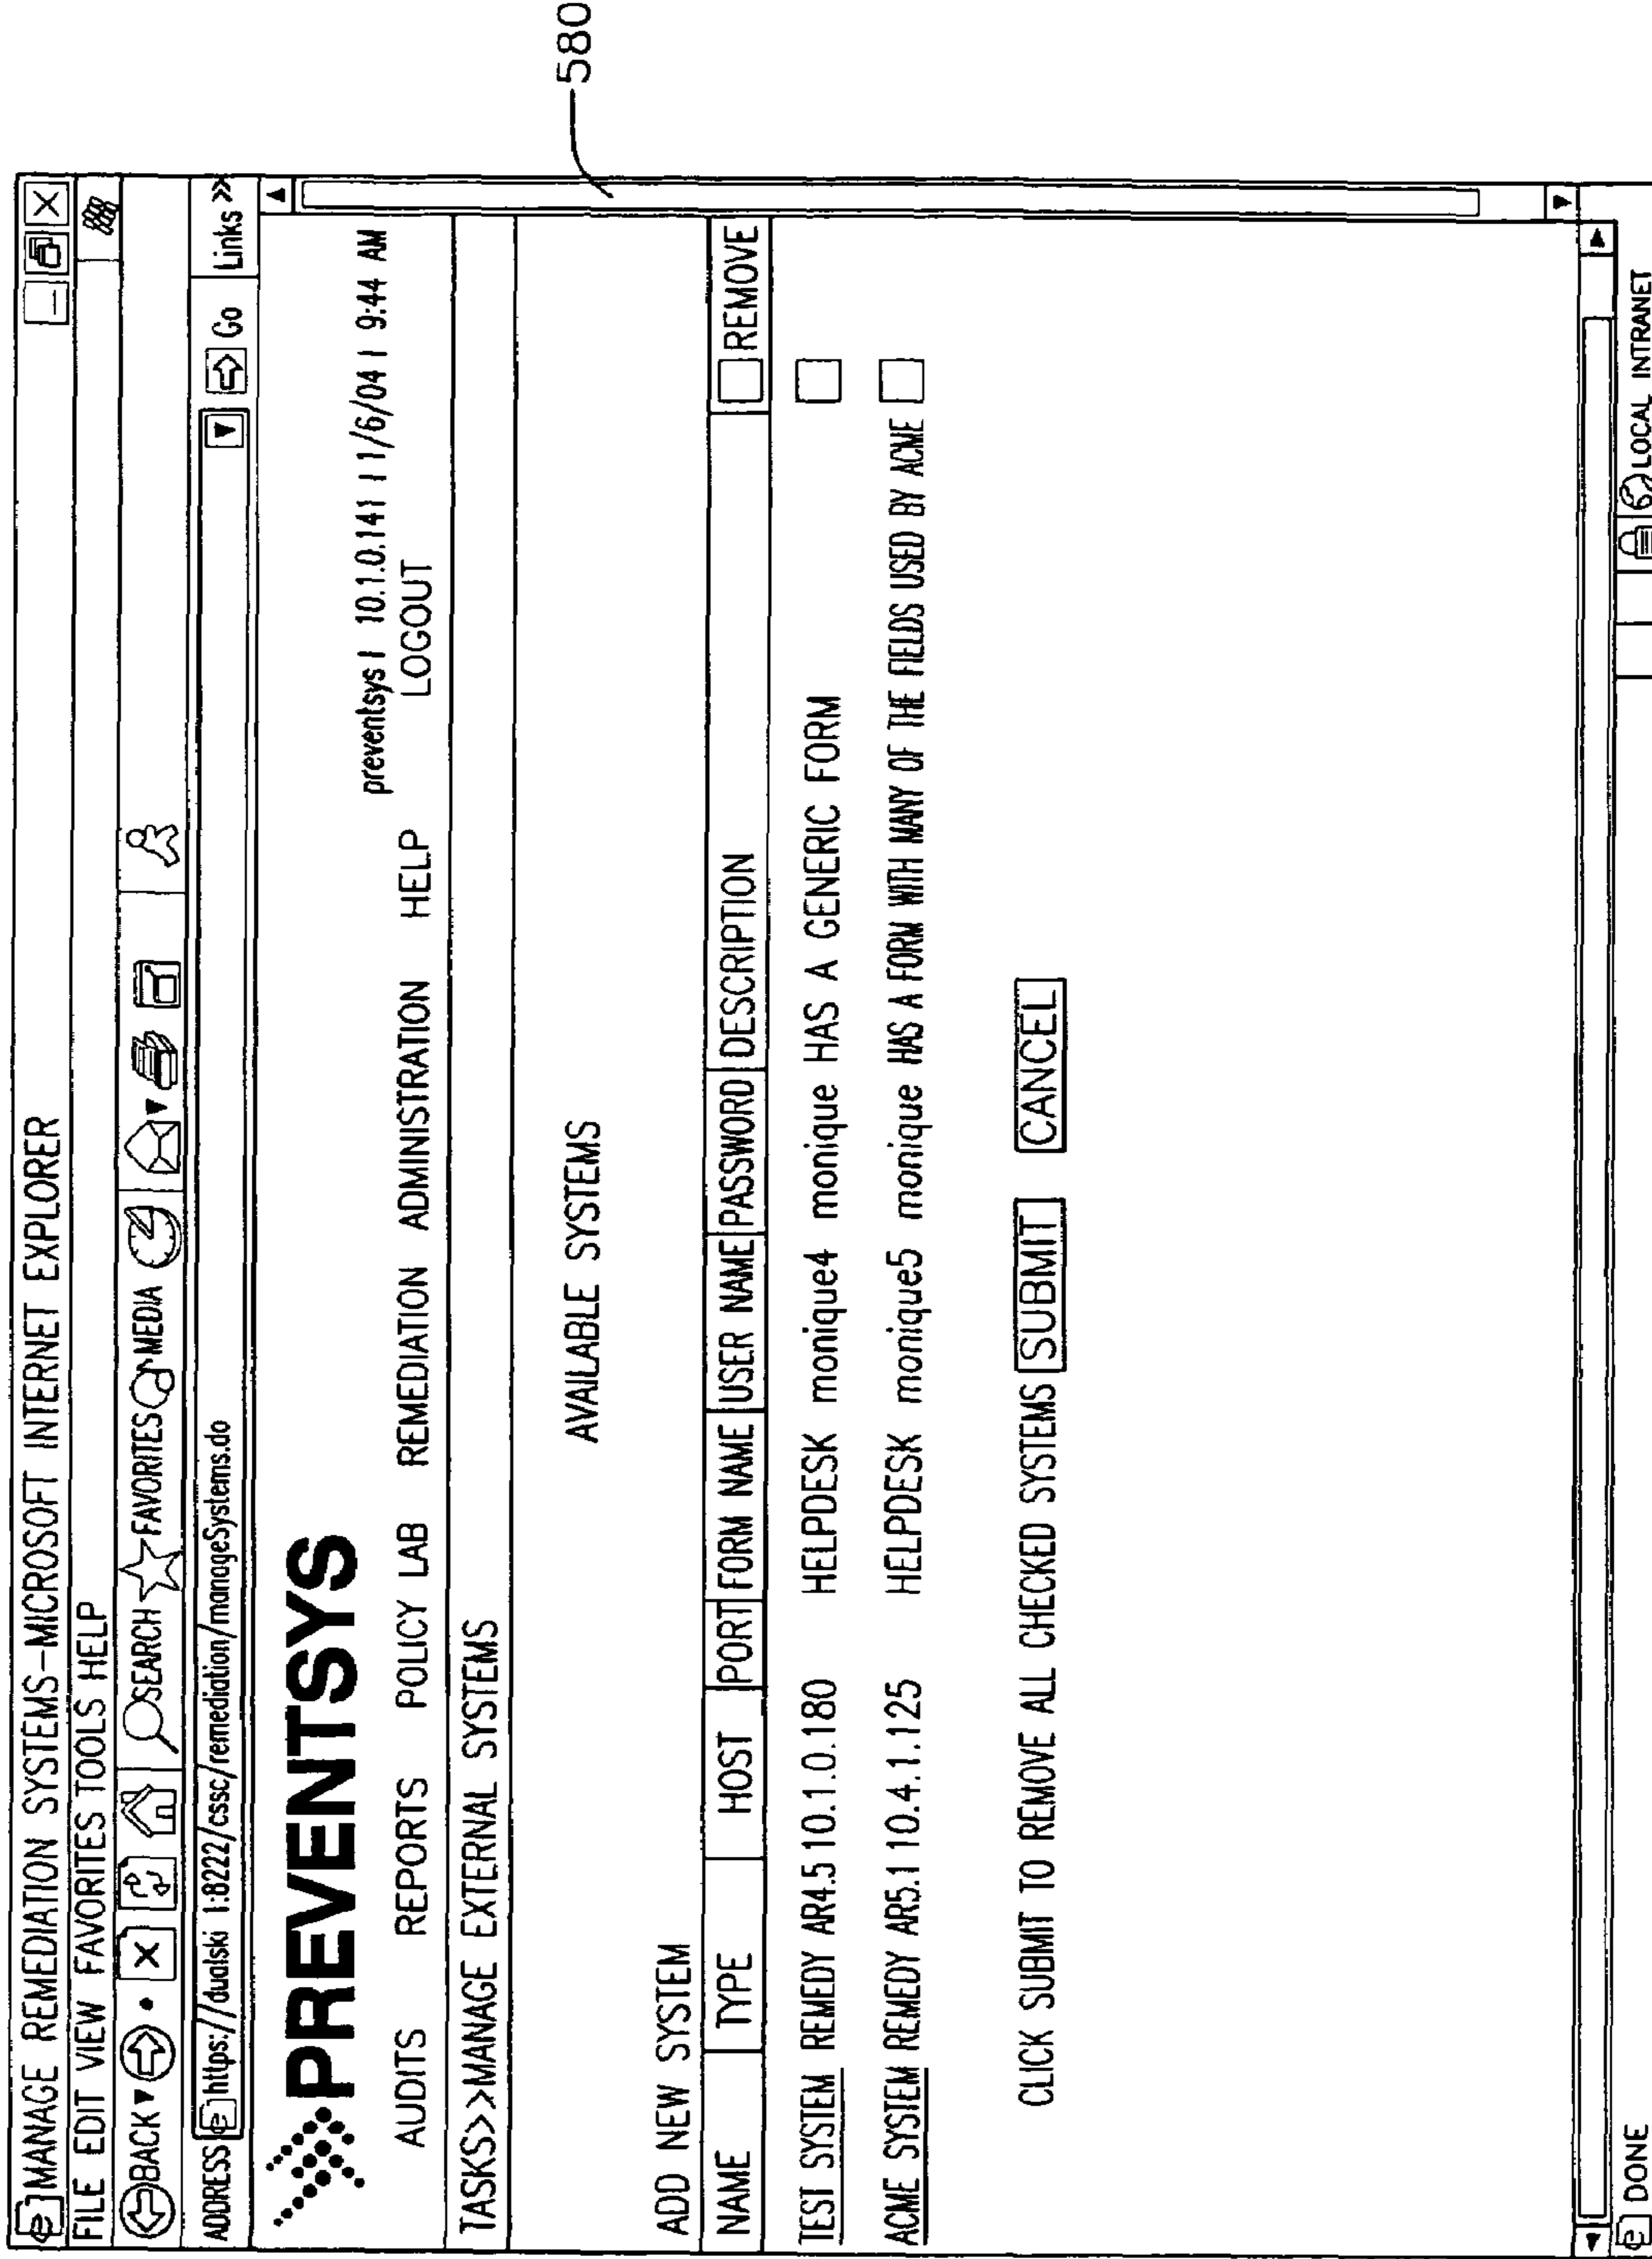 MANAGE REMEDIATION SYSTEMS-MICROSOFT INTERNET EXPLORER
FILE EDIT VIEW FAVORITES TOOLS HELP
BACK SEARCH FAVORITES MEDIA
ADDRESS https://dualski 1:8222/cssc/remediation/manageSystems.do Go Links >>
PREVENTSYS
preventsys | 10.1.0.141 | 1/6/04 | 9:44 AM
AUDITS REPORTS POLICY LAB REMEDIATION ADMINISTRATION HELP LOGOUT
TASKS>>MANAGE EXTERNAL SYSTEMS
580
AVAILABLE SYSTEMS
ADD NEW SYSTEM
NAME TYPE HOST PORT FORM NAME USER NAME PASSWORD DESCRIPTION REMOVE
TEST SYSTEM REMEDY AR4.5 10.1.0.180 HELPDESK monique4 monique HAS A GENERIC FORM
ACME SYSTEM REMEDY AR5.1 10.4.1.125 HELPDESK monique5 monique HAS A FORM WITH MANY OF THE FIELDS USED BY ACME
CLICK SUBMIT TO REMOVE ALL CHECKED SYSTEMS SUBMIT CANCEL
DONE LOCAL INTRANET